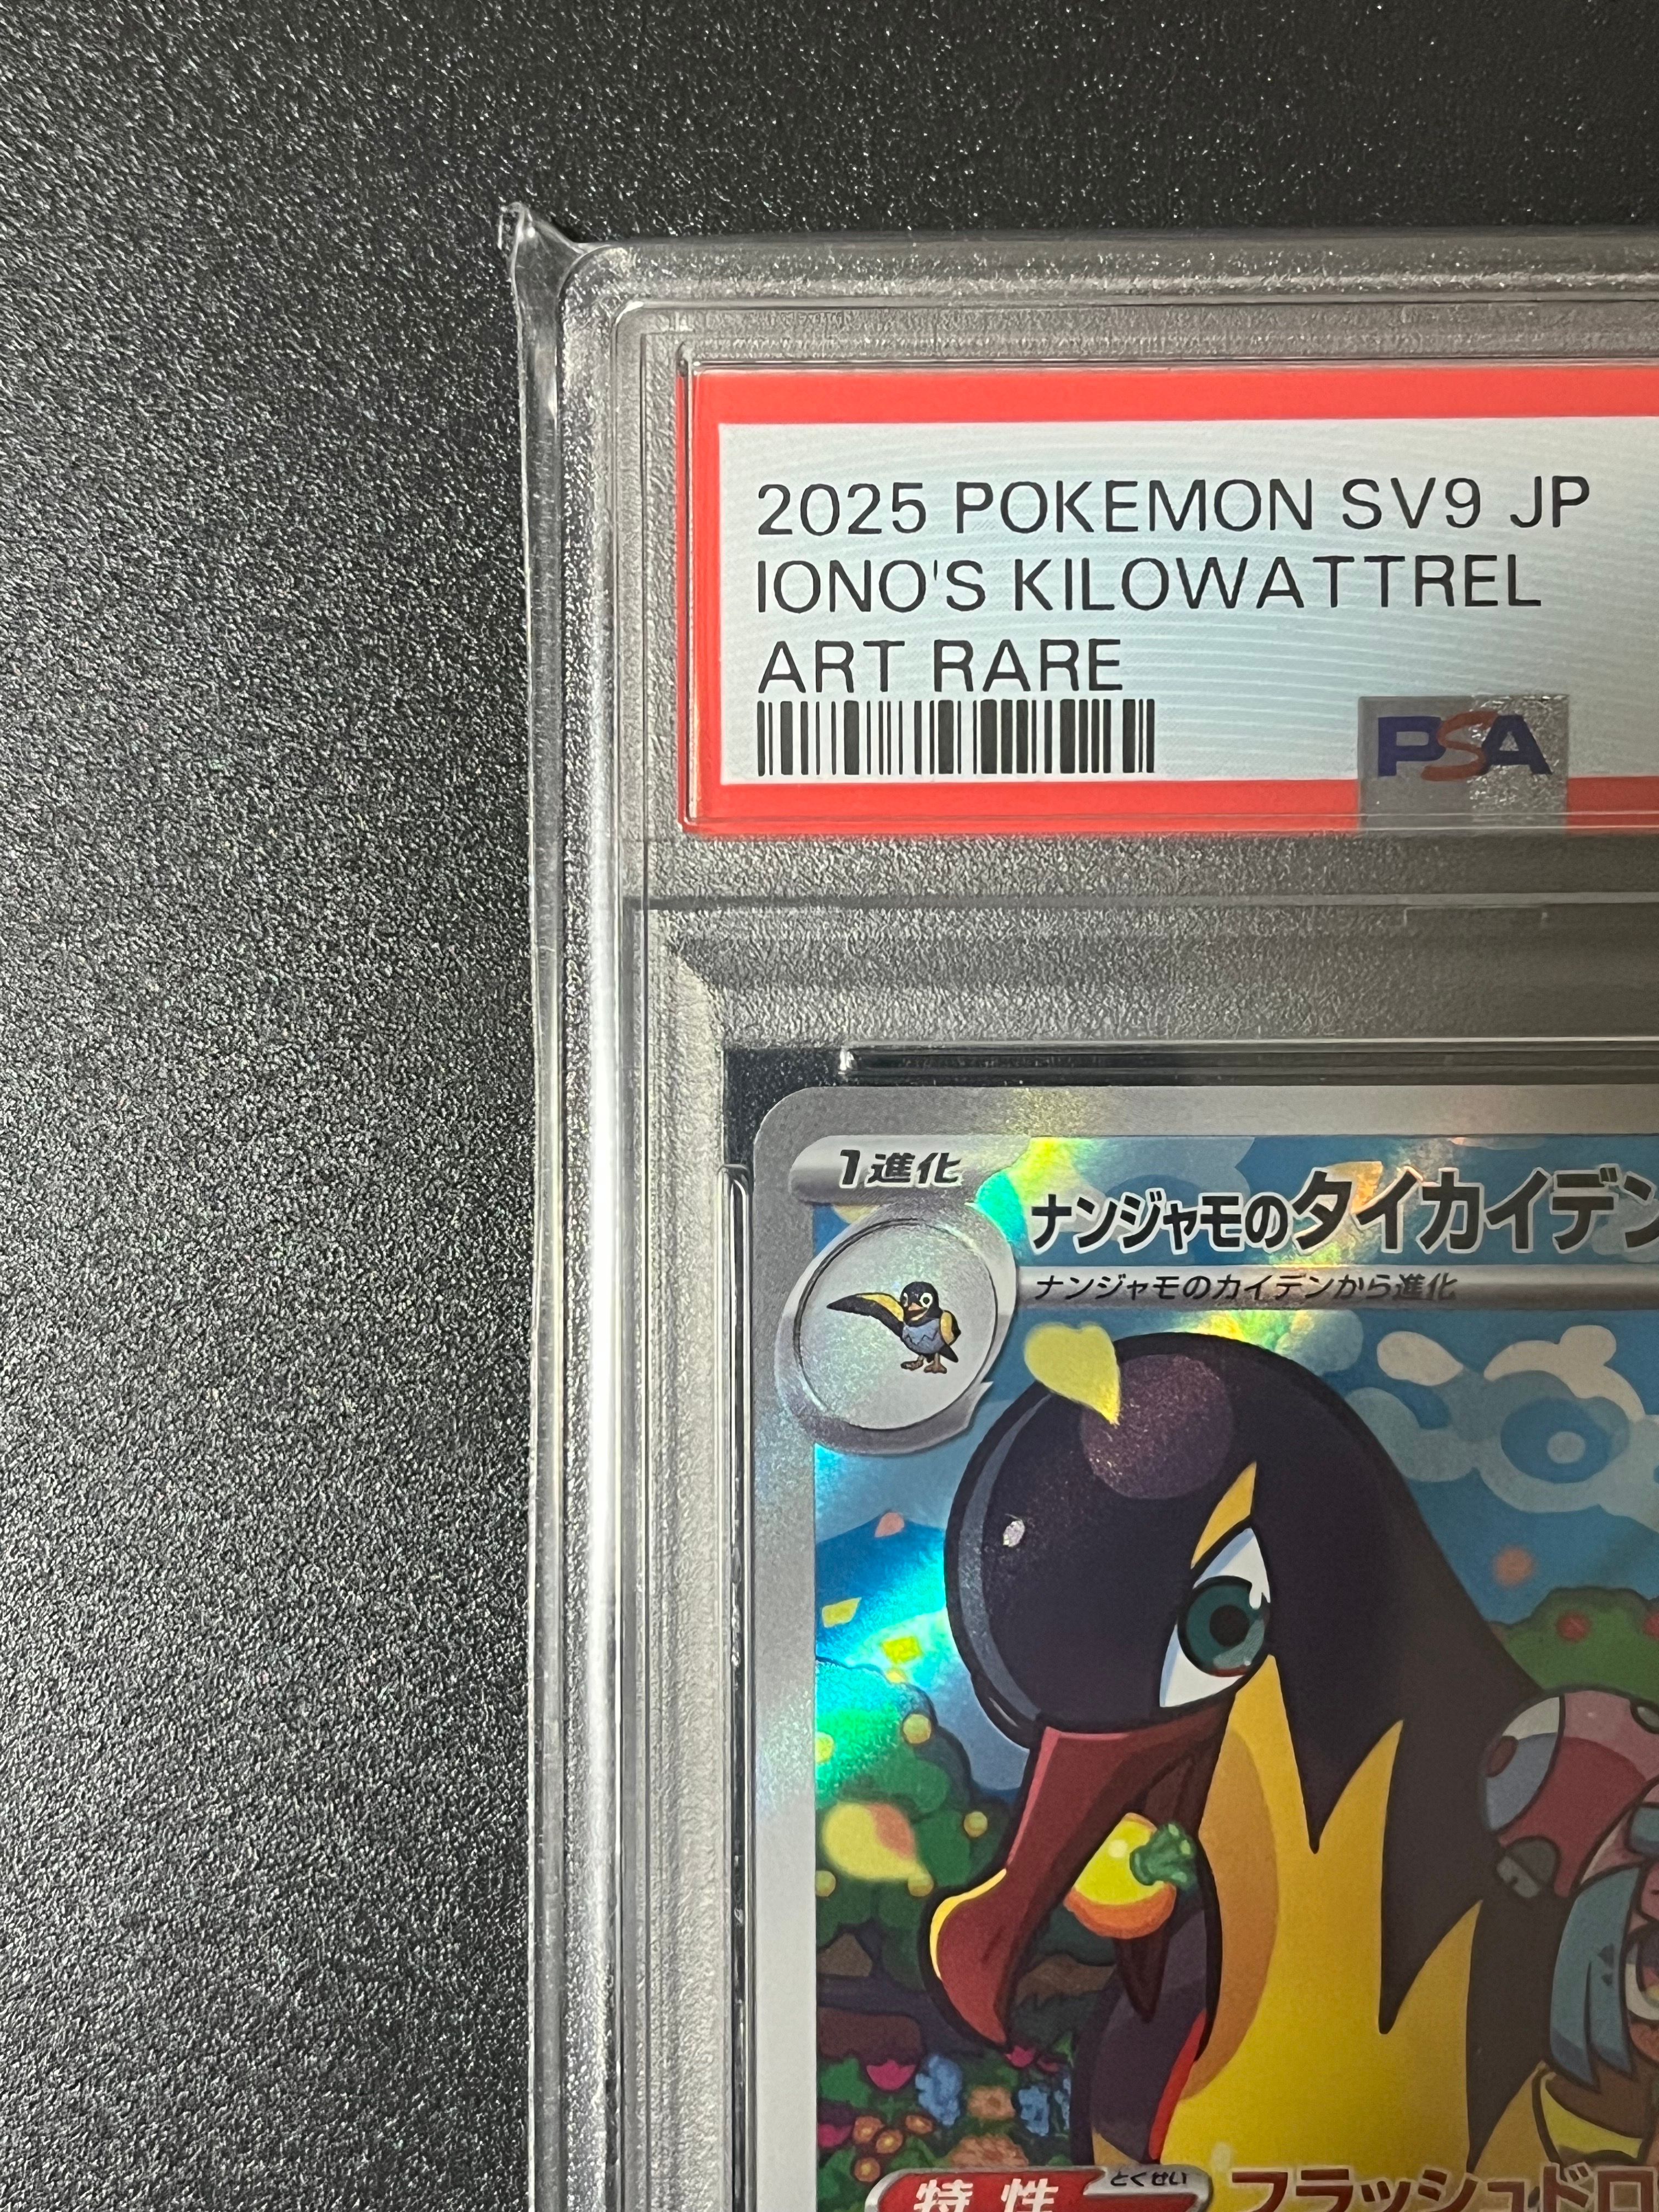 2025 POKEMON SV9 JP
IONO'S KILOWATTREL
ART RARE
PSA
1進化
ナンジャモのタイカイデン
ナンジャモのカイデンから進化
とくせい
特性 フラッシュドロ